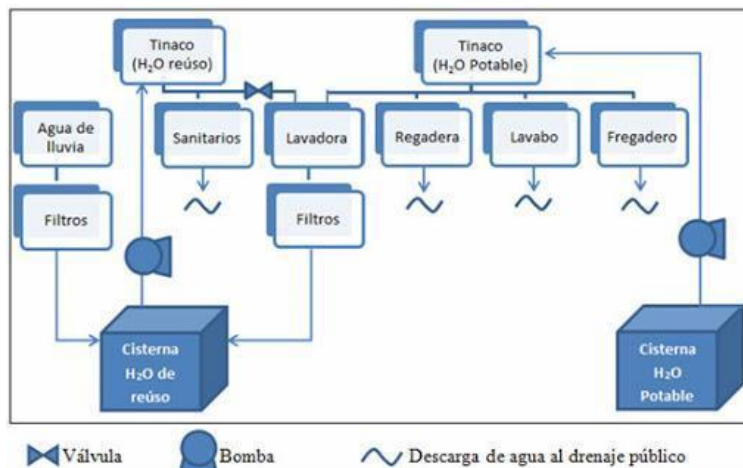 Tinaco
(H₂O reúso)
Tinaco
(H₂O Potable)
Agua de
lluvia
Sanitarios
Lavadora
Regadera
Lavabo
Fregadero
Filtros
Filtros
Cisterna
H₂O de
reúso
Cisterna
H₂O
Potable
Válvula
Bomba
Descarga de agua al drenaje público